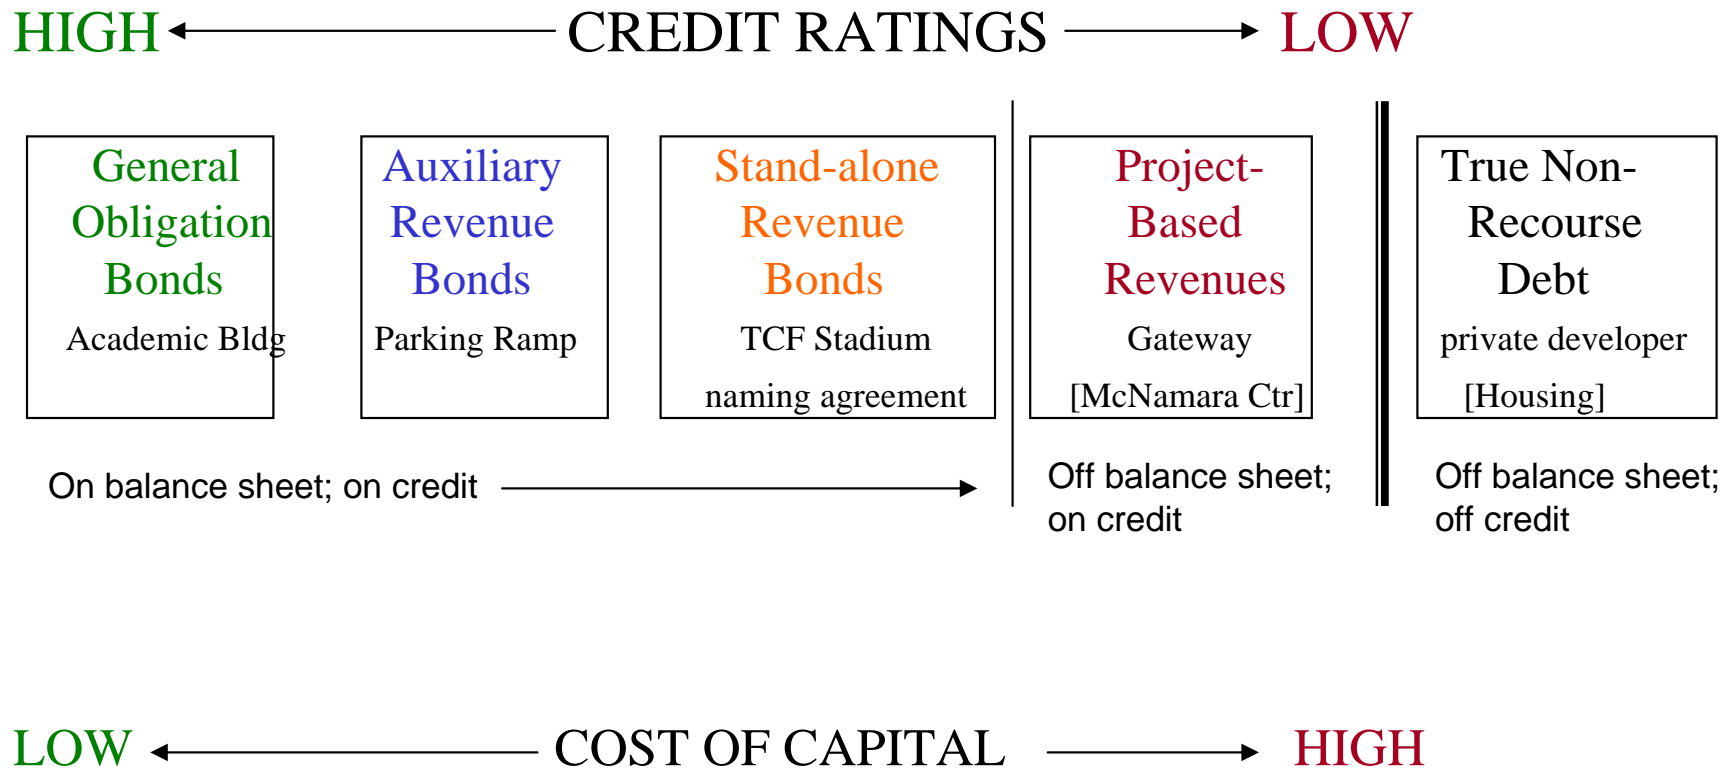 HIGH CREDIT RATINGS LOW
General
Obligation
Bonds
Academic Bldg
Auxiliary
Revenue
Bonds
Parking Ramp
Stand-alone
Revenue
Bonds
TCF Stadium
naming agreement
Project-
Based
Revenues
Gateway
[McNamara Ctr]
True Non-
Recourse
Debt
private developer
[Housing]
On balance sheet; on credit
Off balance sheet;
on credit
Off balance sheet;
off credit
LOW COST OF CAPITAL HIGH